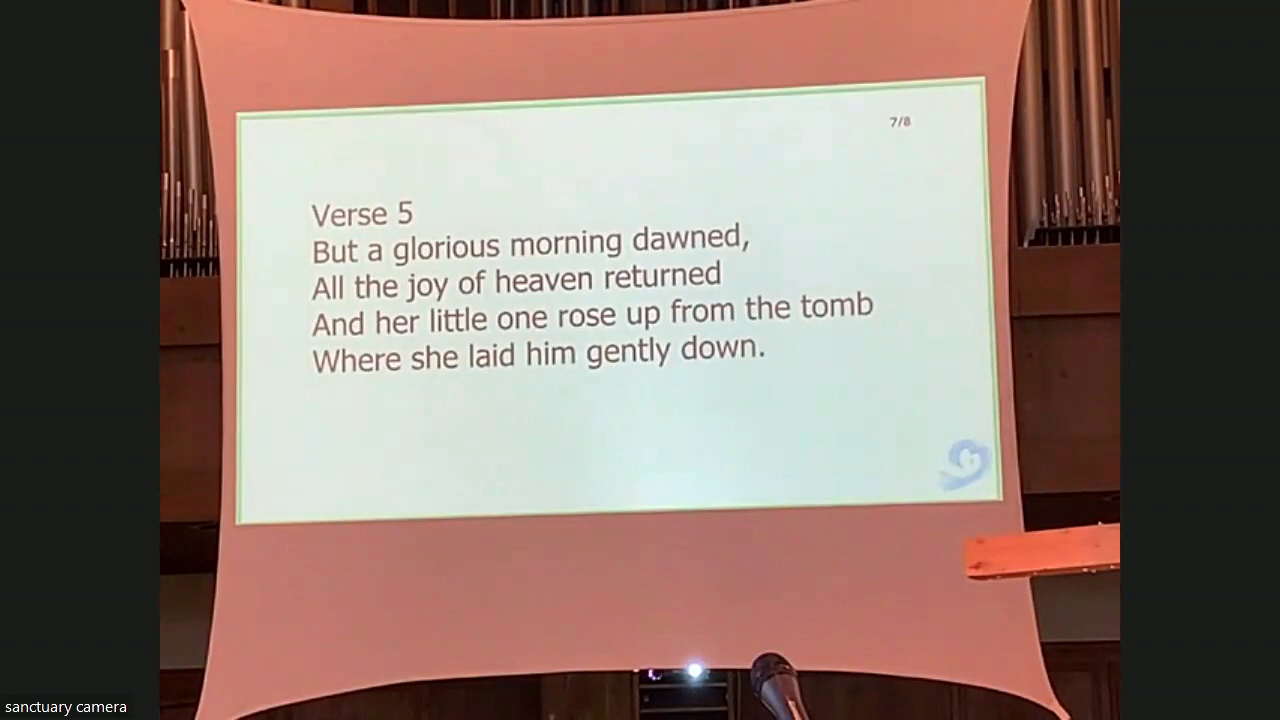 7/8
Verse 5
But a glorious morning dawned,
All the joy of heaven returned
And her little one rose up from the tomb
Where she laid him gently down.
sanctuary camera